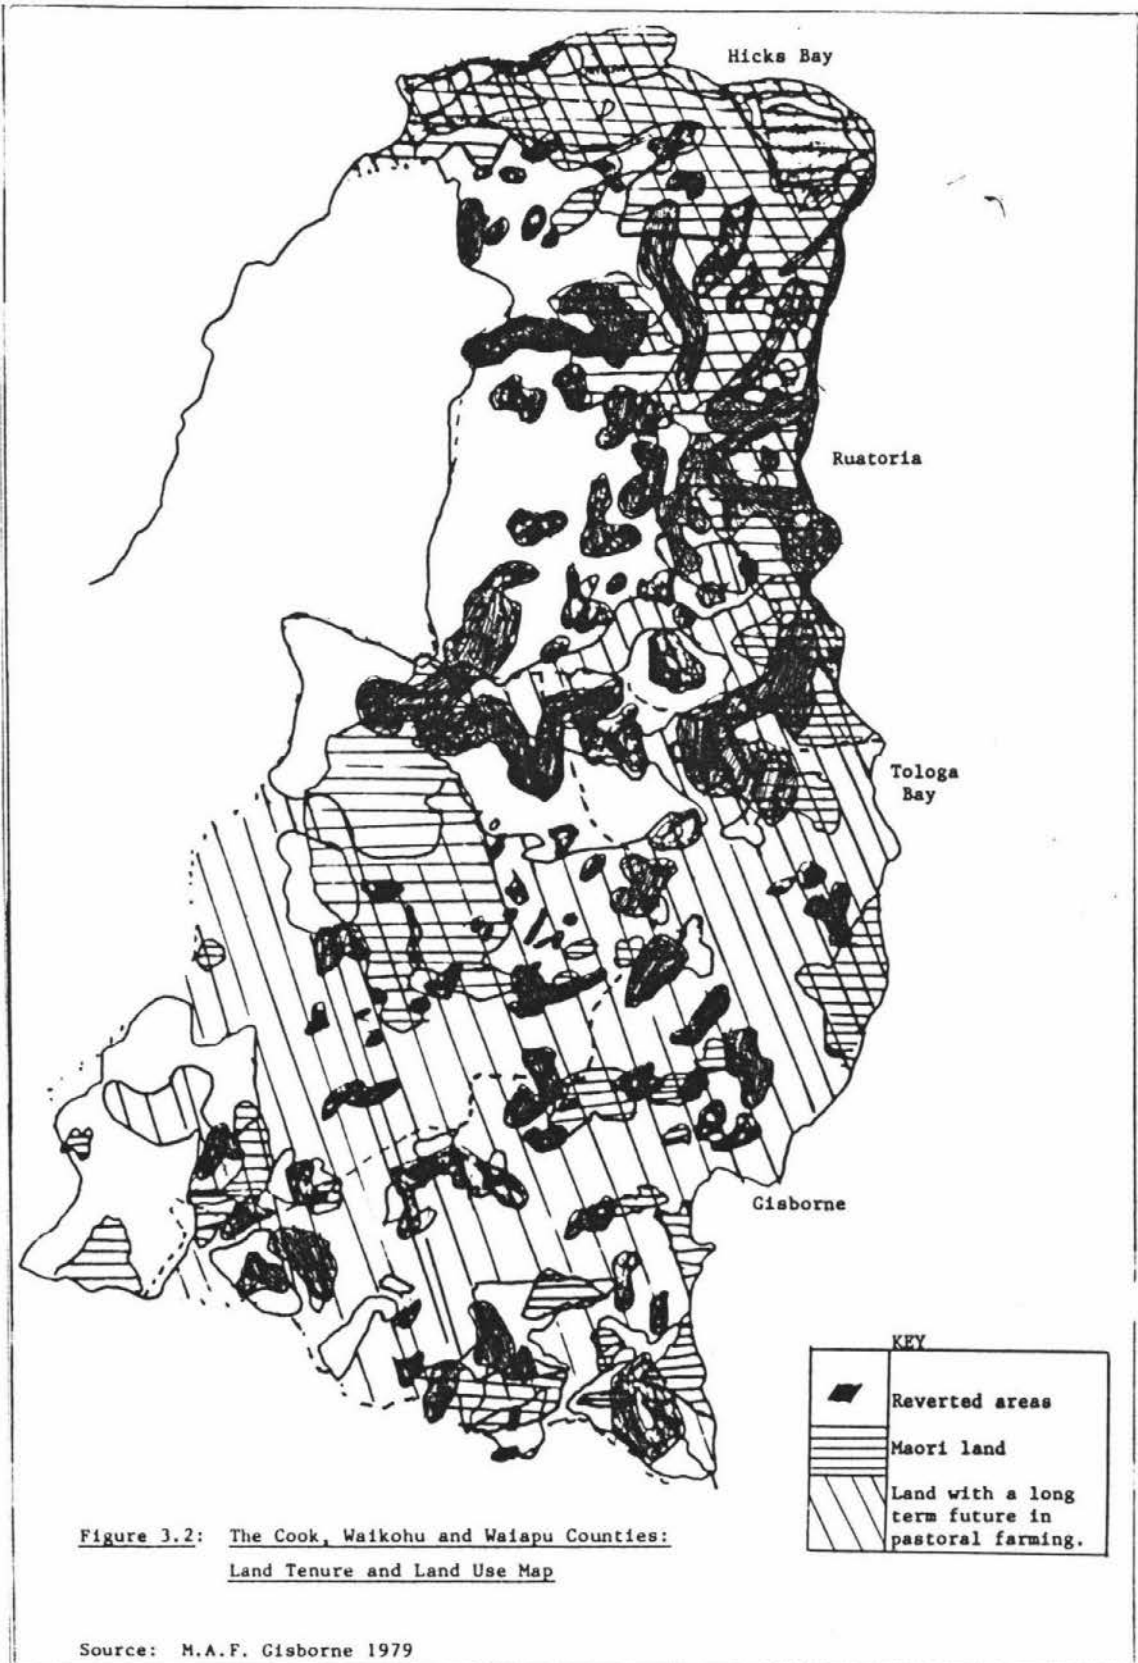 Hicks Bay
Ruatoria
Tologa
Bay
Gisborne
KEY
Reverted areas
Maori land
Land with a long
term future in
pastoral farming.
Figure 3.2: The Cook, Waikohu and Waiapu Counties:
Land Tenure and Land Use Map
Source: M.A.F. Gisborne 1979